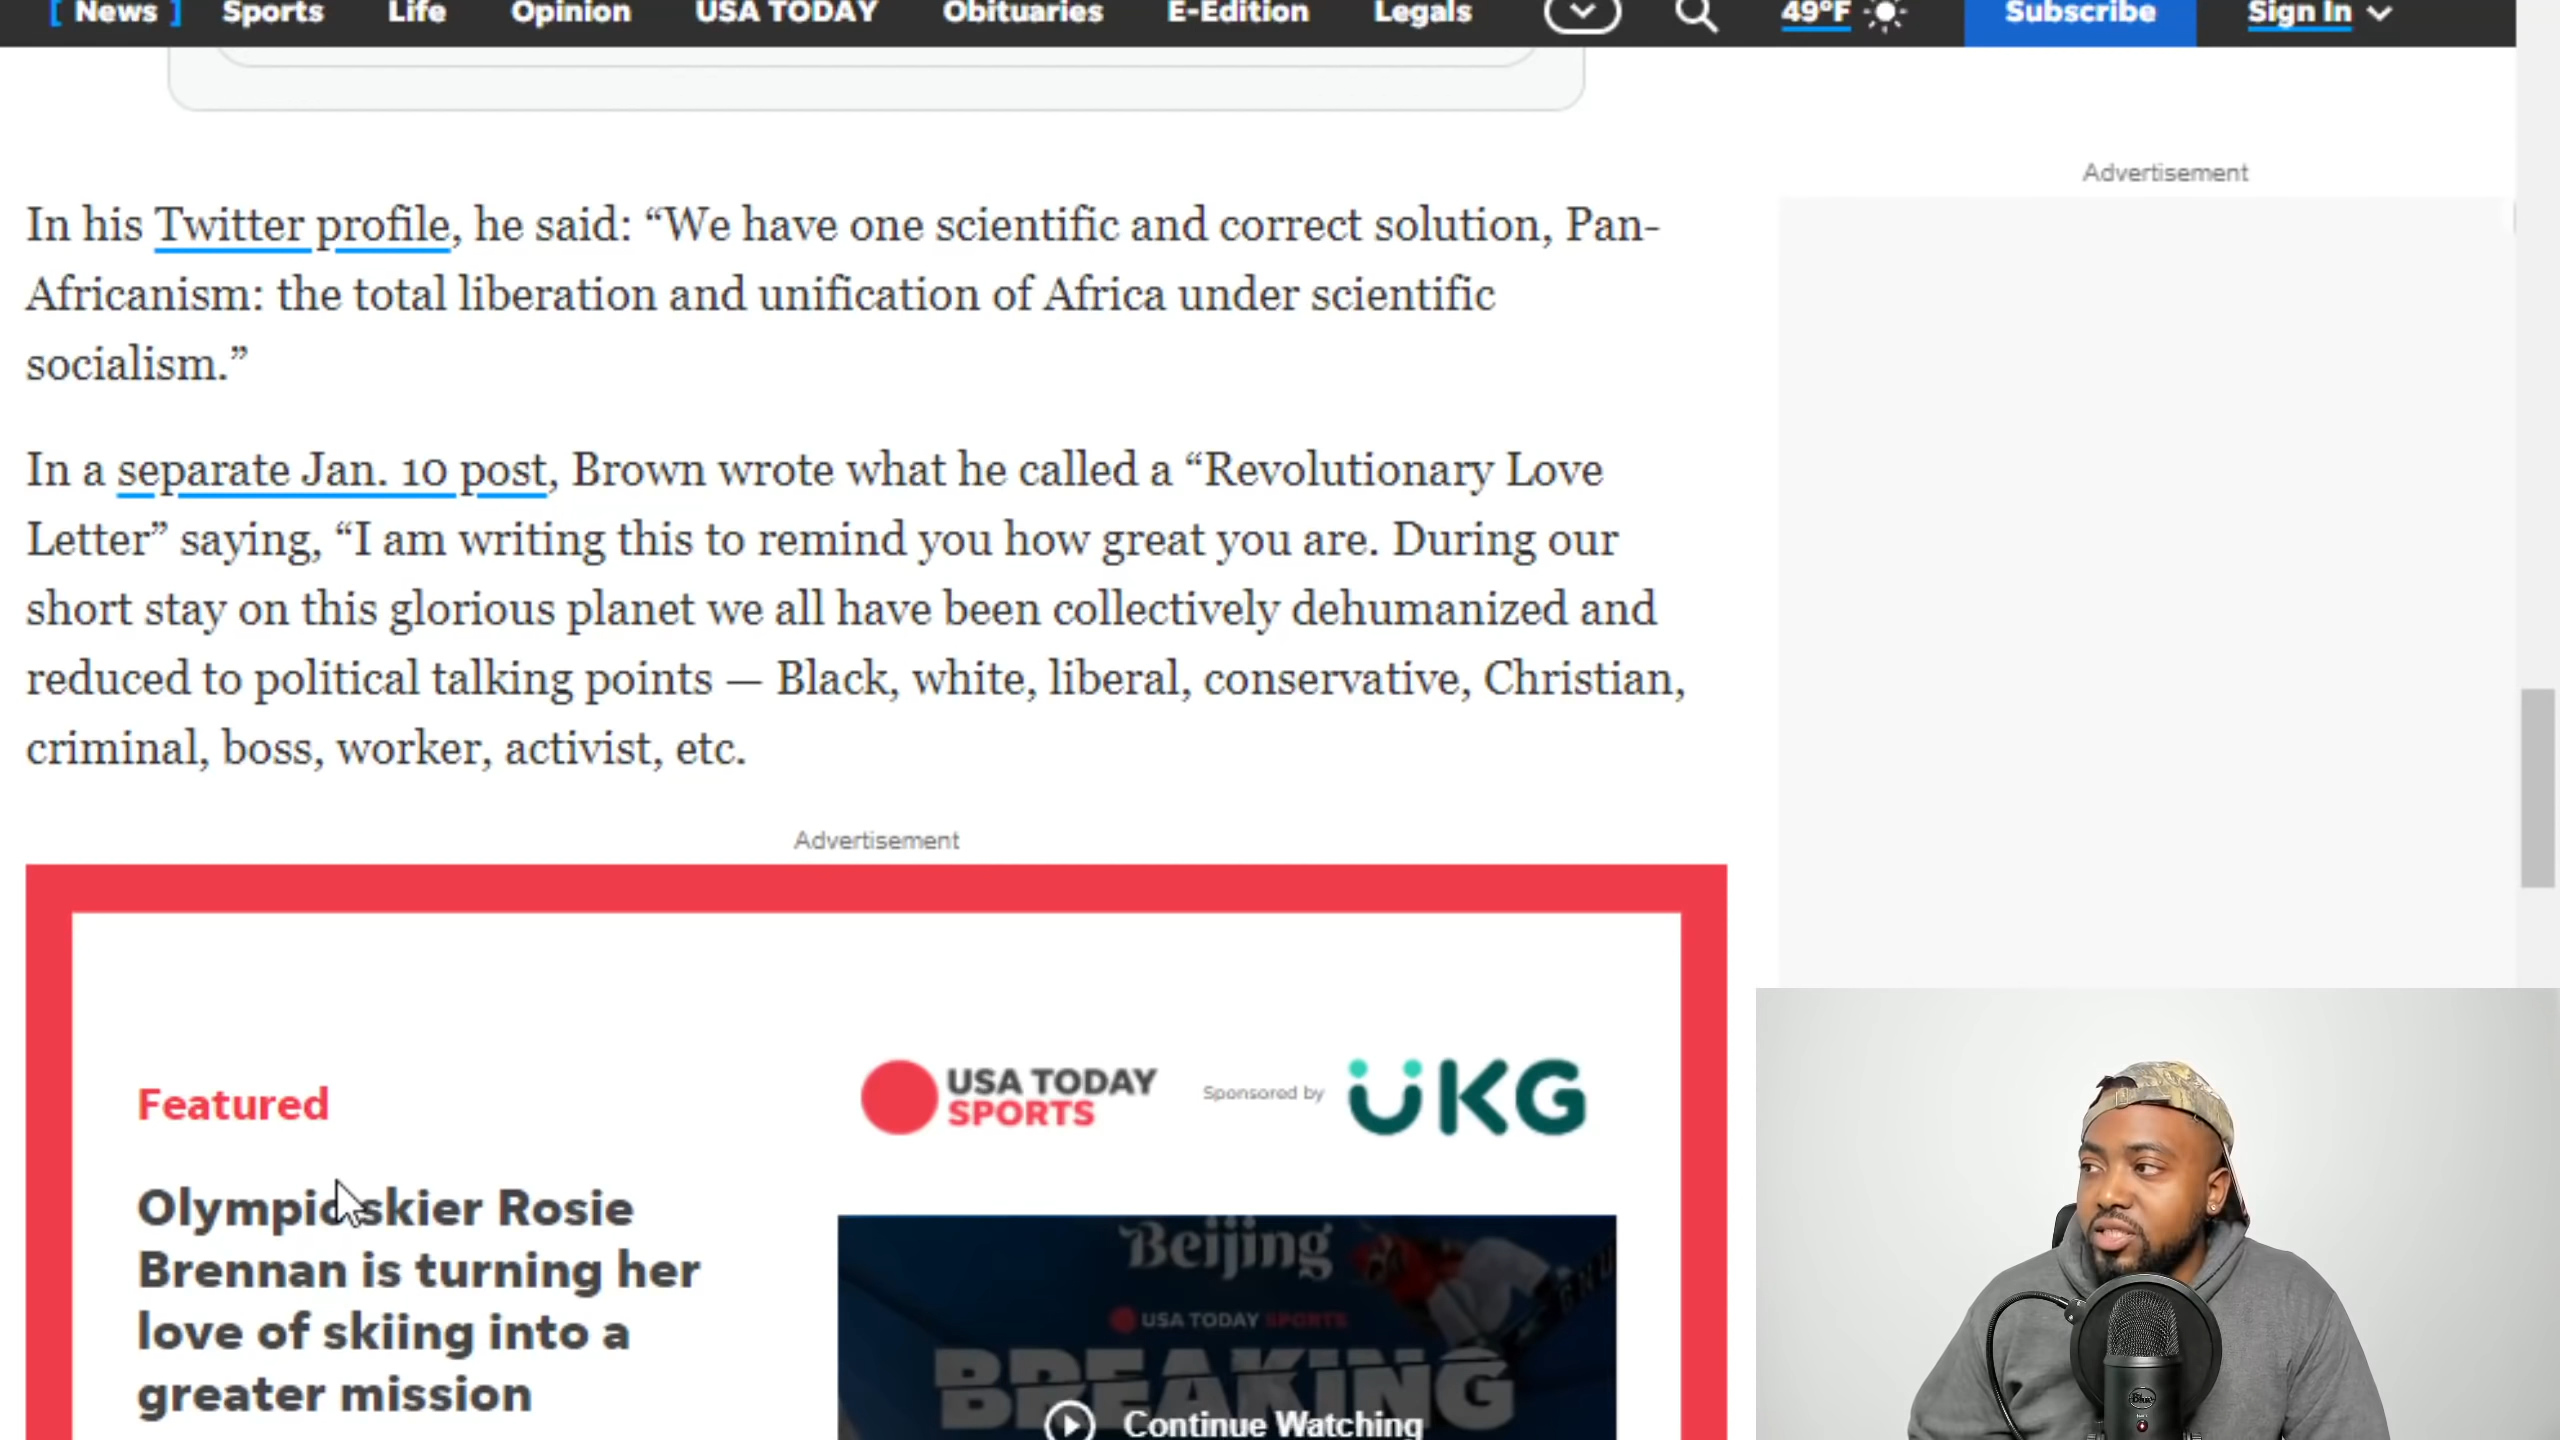 [ News ] Sports Life Opinion USA TODAY Obituaries E-Edition Legals 49°F Subscribe Sign In
Advertisement
In his Twitter profile, he said: “We have one scientific and correct solution, Pan-
Africanism: the total liberation and unification of Africa under scientific
socialism.”
In a separate Jan. 10 post, Brown wrote what he called a “Revolutionary Love
Letter” saying, “I am writing this to remind you how great you are. During our
short stay on this glorious planet we all have been collectively dehumanized and
reduced to political talking points — Black, white, liberal, conservative, Christian,
criminal, boss, worker, activist, etc.
Advertisement
Featured
USA TODAY
SPORTS
Sponsored by
UKG
Olympic skier Rosie
Brennan is turning her
love of skiing into a
greater mission
Beijing
USA TODAY SPORTS
BREAKING
Continue Watching
Blue